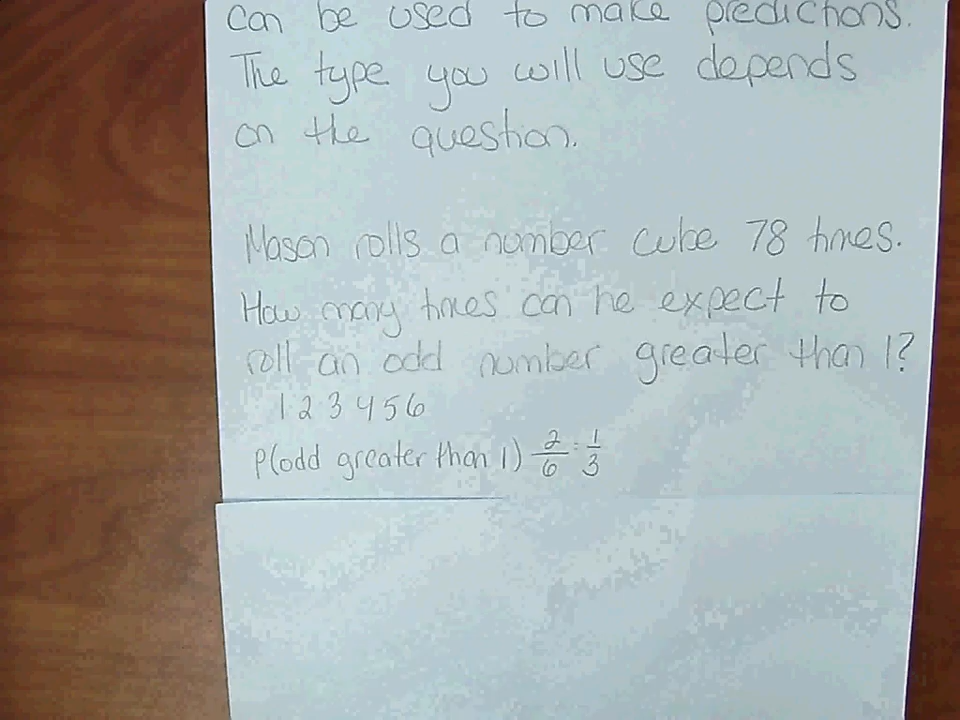 can be used to make predictions.
The type you will use depends
on the question.
Mason rolls a number cube 78 times.
How many times can he expect to
roll an odd number greater than 1?
1 2 3 4 5 6
P(odd greater than 1) 2/6 = 1/3